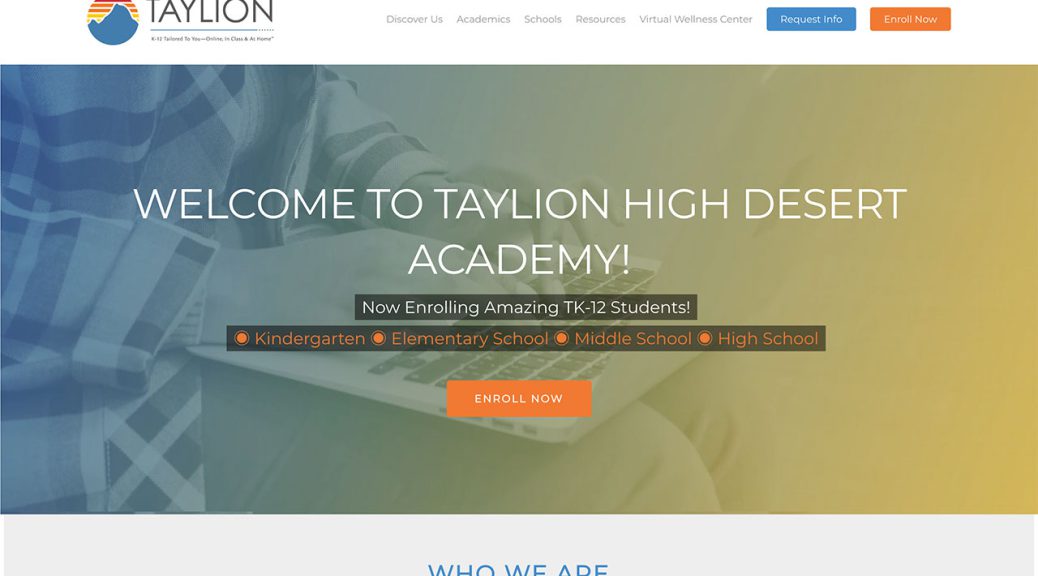 TAYLION
K-12 Tailored To You—Online, In Class & At Home™
Discover Us Academics Schools Resources Virtual Wellness Center Request Info Enroll Now
WELCOME TO TAYLION HIGH DESERT
ACADEMY!
Now Enrolling Amazing TK-12 Students!
◉ Kindergarten ◉ Elementary School ◉ Middle School ◉ High School
ENROLL NOW
WHO WE ARE